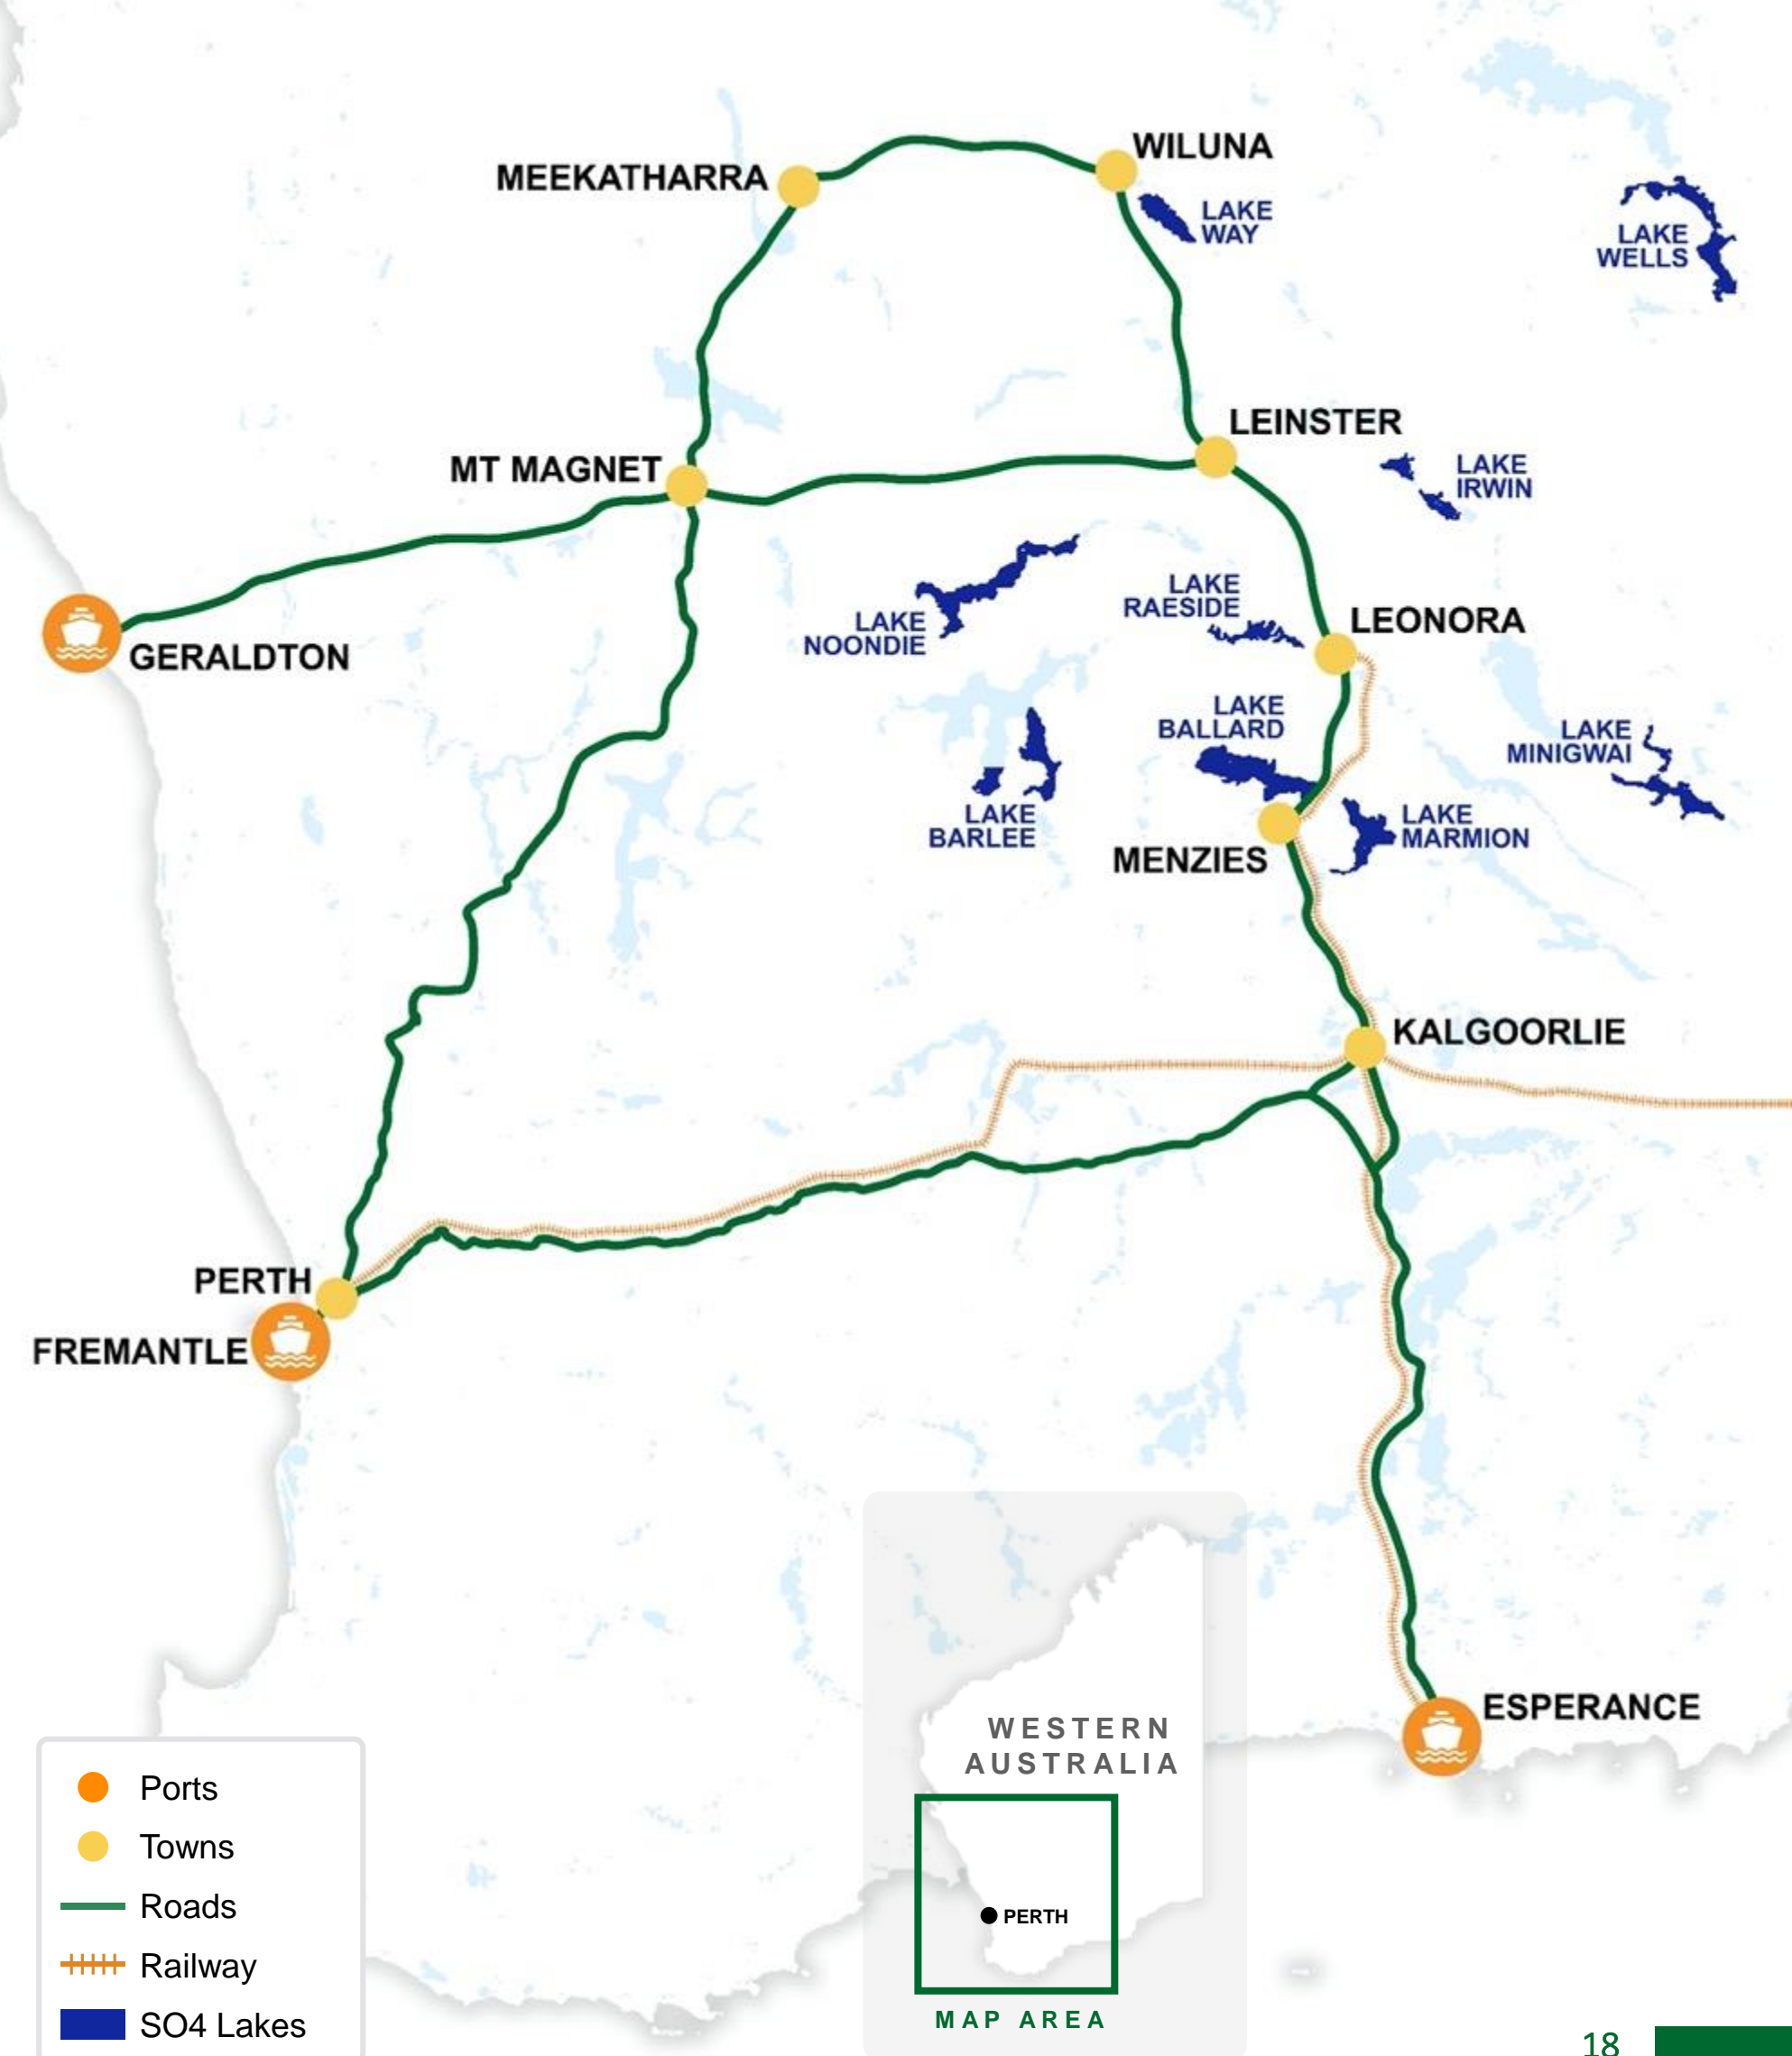 WILUNA
MEEKATHARRA
LAKE
WAY
LAKE
WELLS
LEINSTER
MT MAGNET
LAKE
IRWIN
LAKE
RAESIDE
LEONORA
LAKE
NOONDIE
GERALDTON
LAKE
BALLARD
LAKE
MINIGWAI
LAKE
BARLEE
LAKE
MARMION
MENZIES
KALGOORLIE
PERTH
FREMANTLE
ESPERANCE
WESTERN
AUSTRALIA
PERTH
MAP AREA
Ports
Towns
Roads
Railway
SO4 Lakes
18